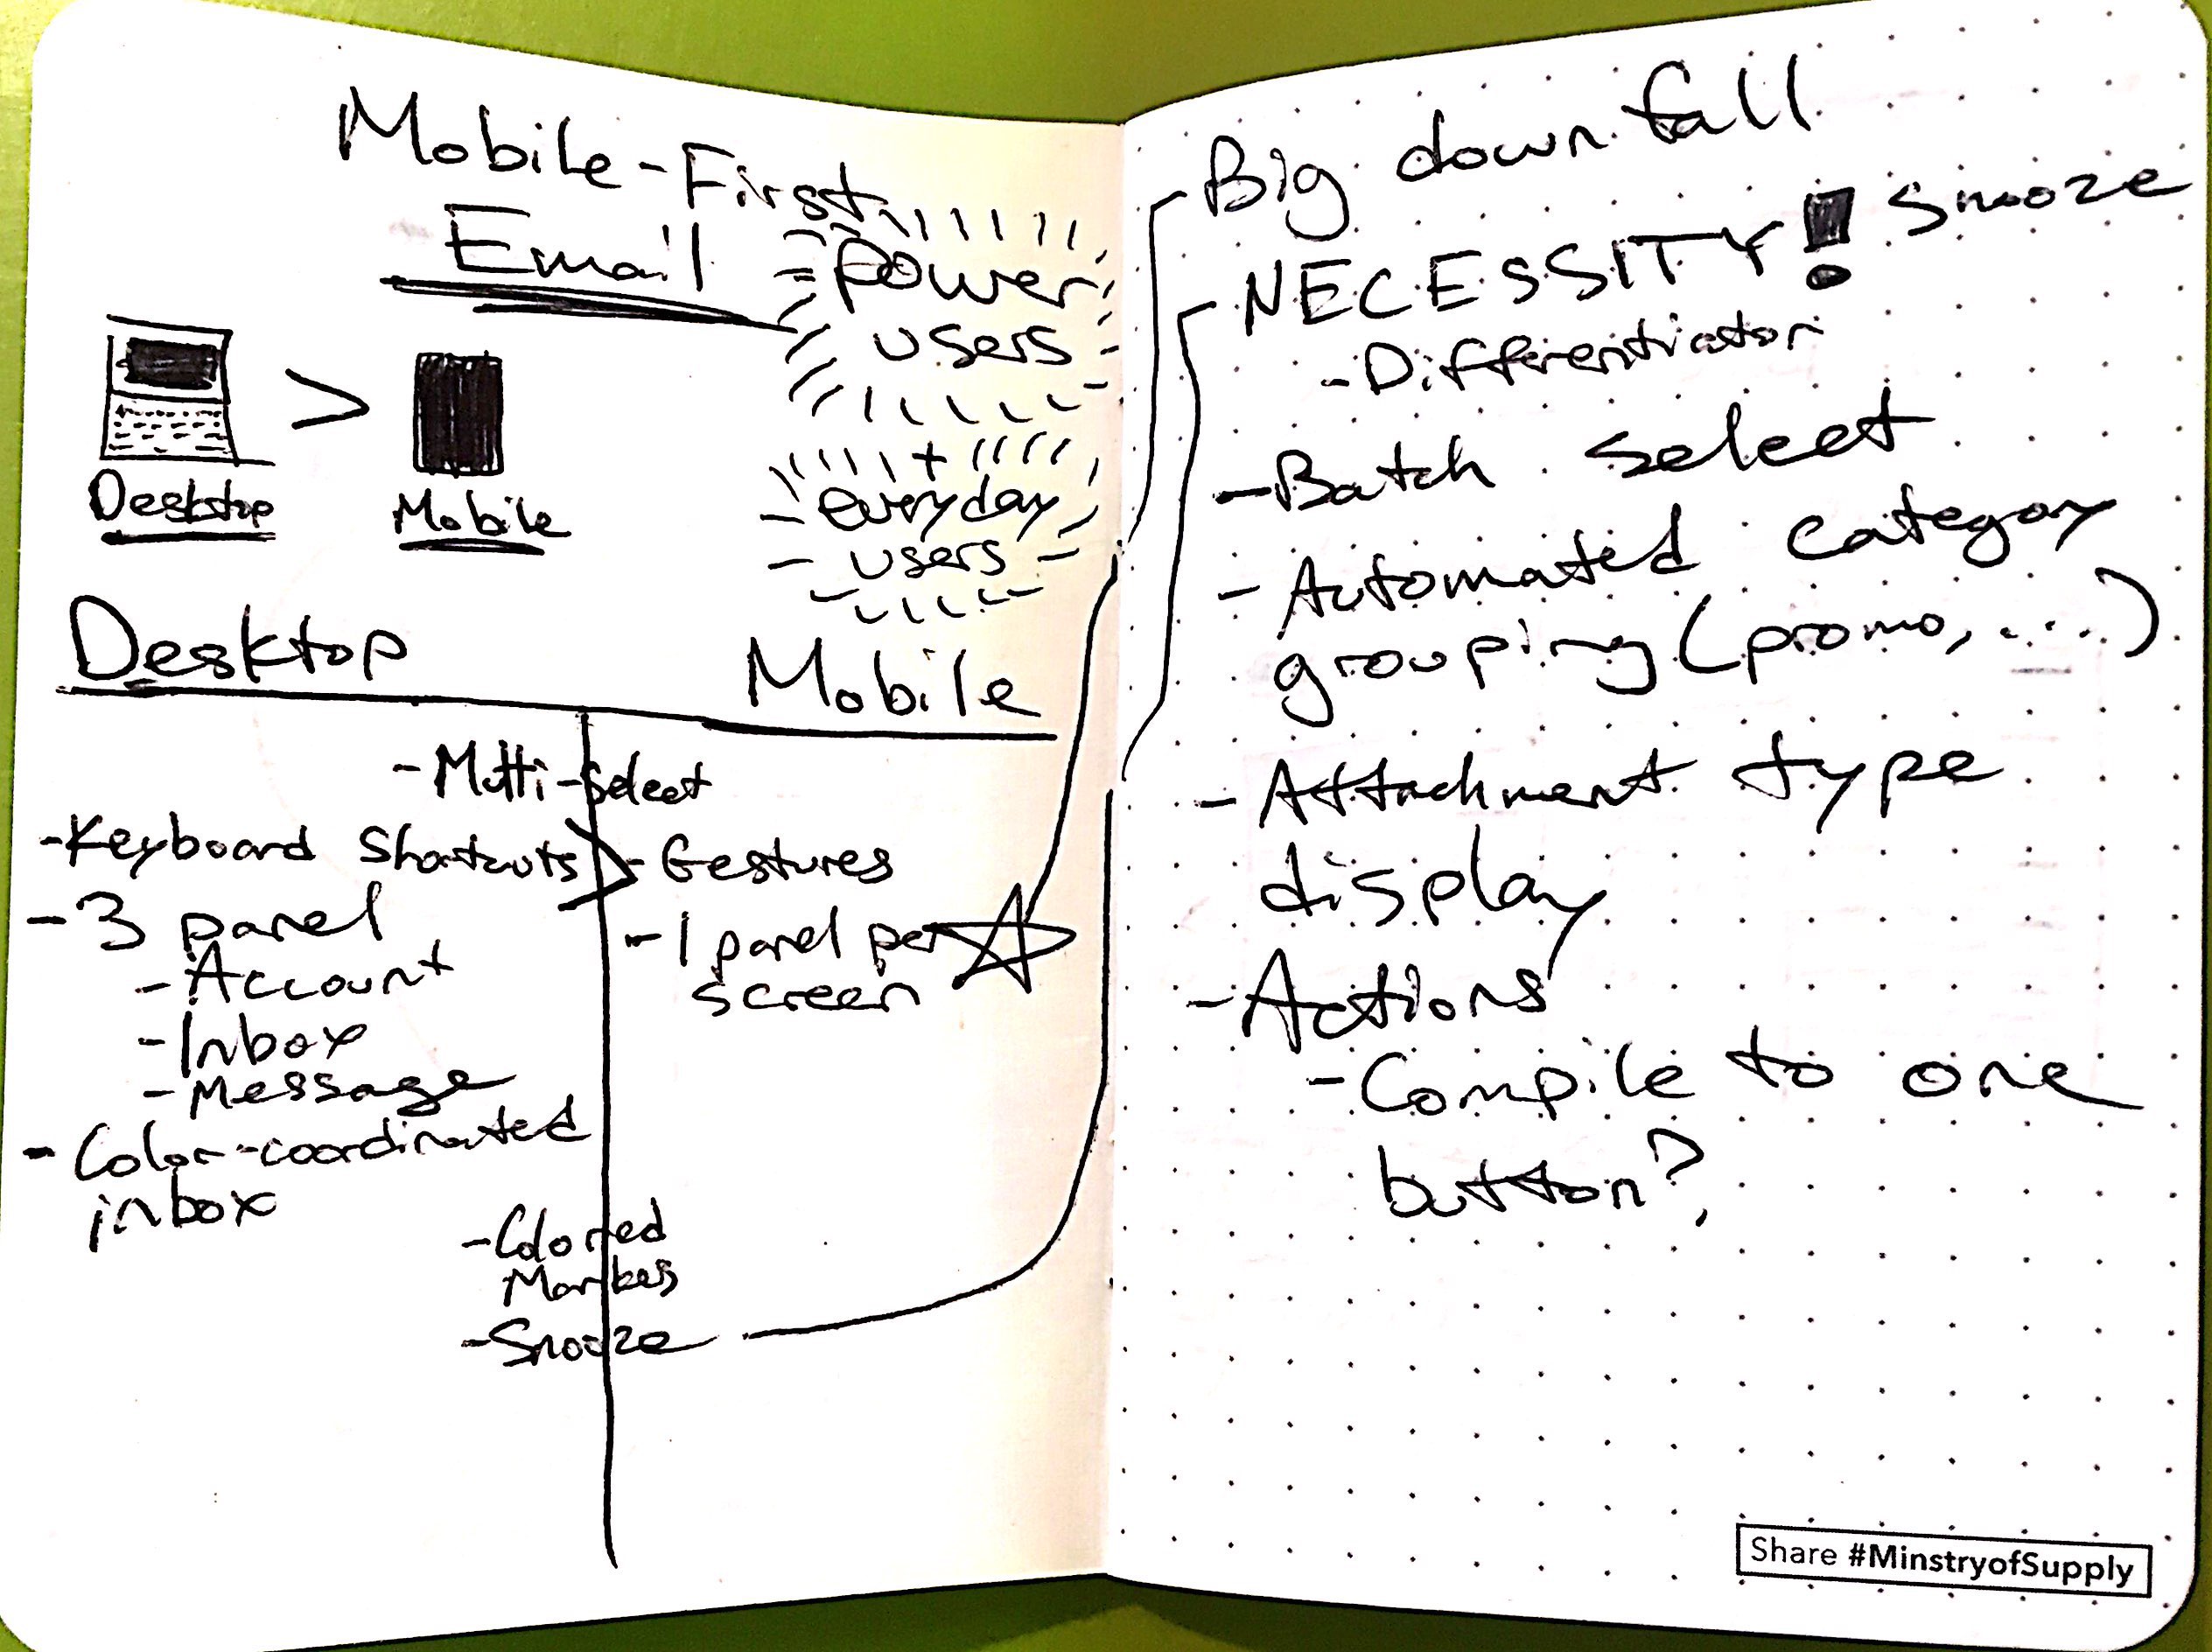 Mobile-First
Email
power
users
+
everyday
users
>
Desktop
Mobile
Desktop
Mobile
- Multi-select
- Keyboard Shortcuts > - Gestures
- 3 panel
- Account
- Inbox
- Message
- 1 panel per
screen
- Color-coordinated
inbox
- Colored
Markes
- Snooze
Big downfall
NECESSITY! Snooze
- Differentiator
- Batch select
- Automated category
grouping (promo, ....)
- Attachment type
display
- Actions
- Compile to one
button?
Share #MinstryofSupply